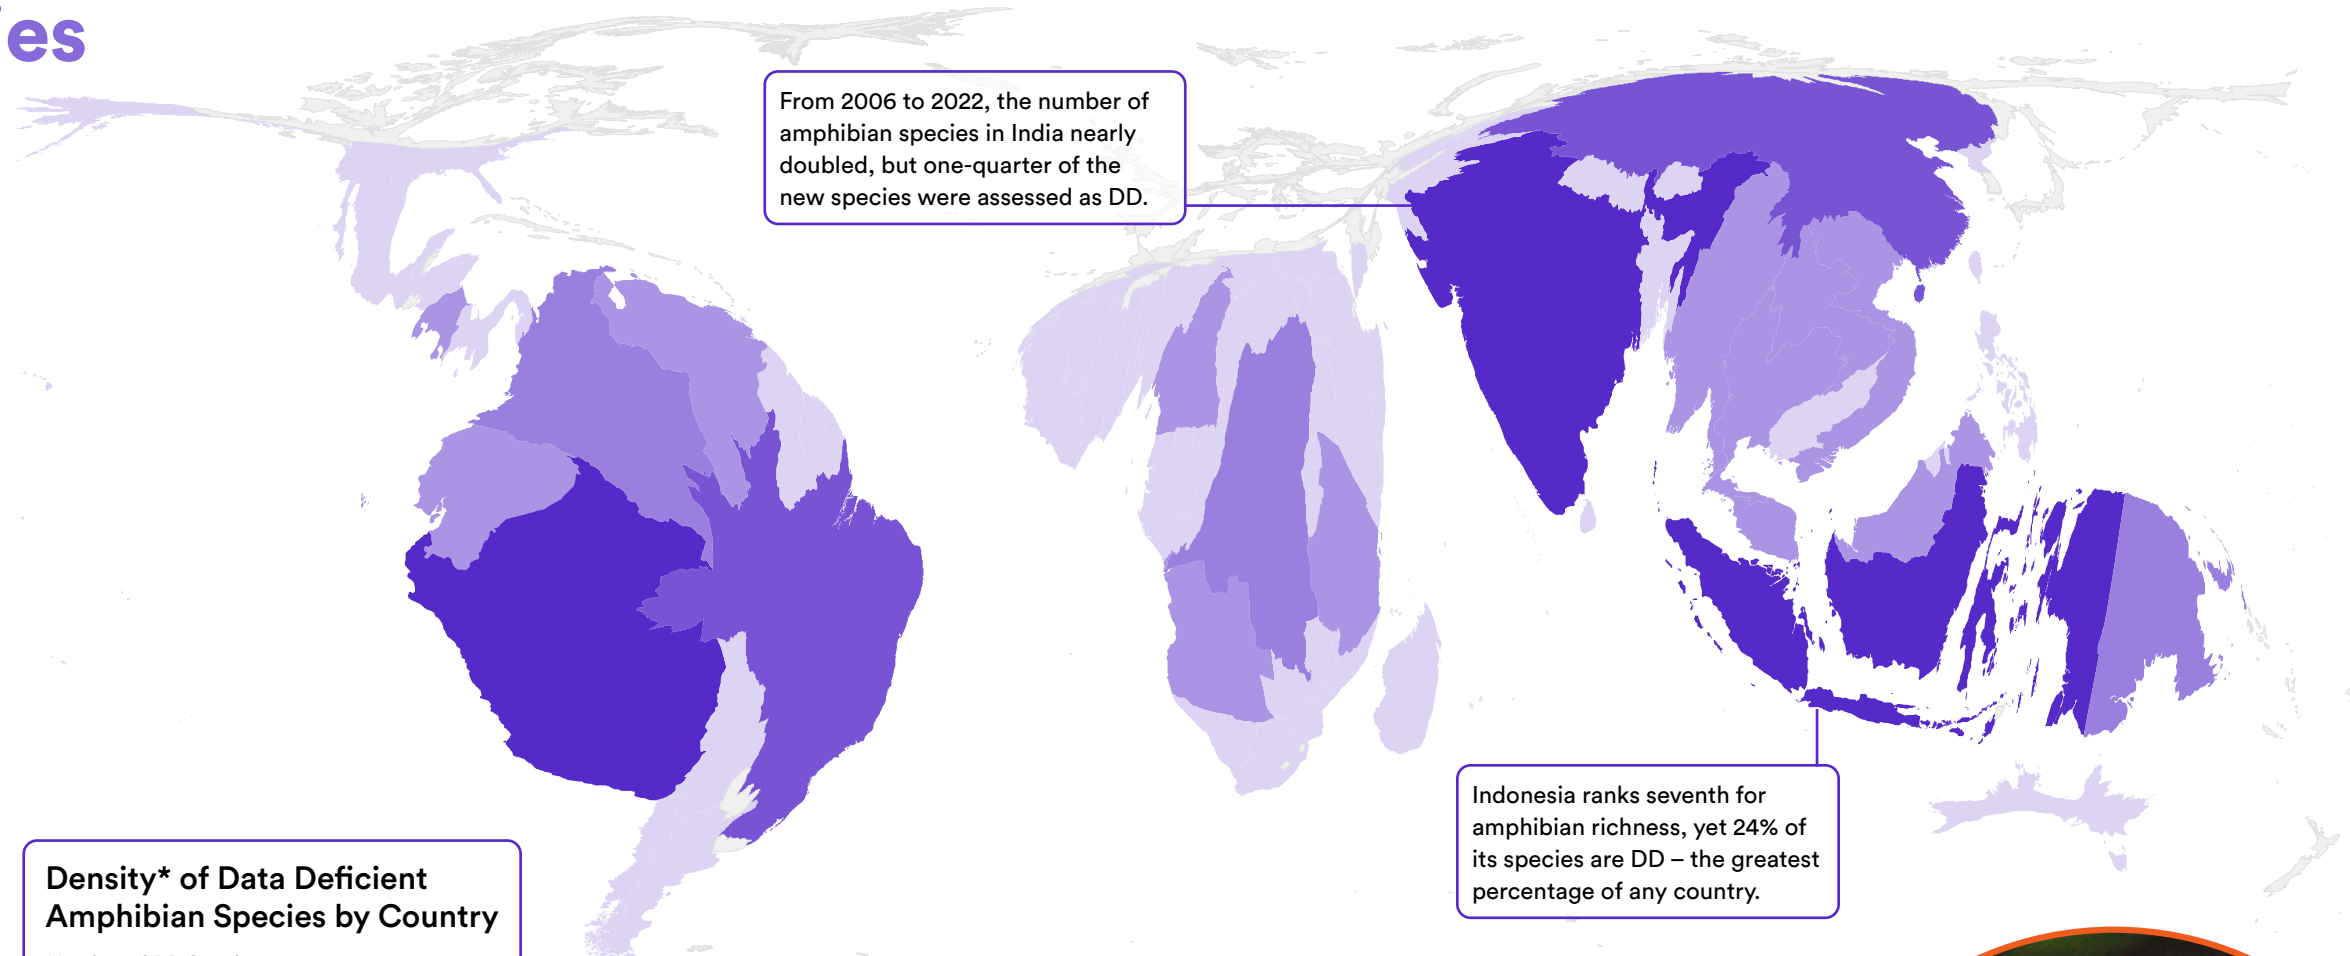 es
From 2006 to 2022, the number of
amphibian species in India nearly
doubled, but one-quarter of the
new species were assessed as DD.
Indonesia ranks seventh for
amphibian richness, yet 24% of
its species are DD – the greatest
percentage of any country.
Density* of Data Deficient
Amphibian Species by Country